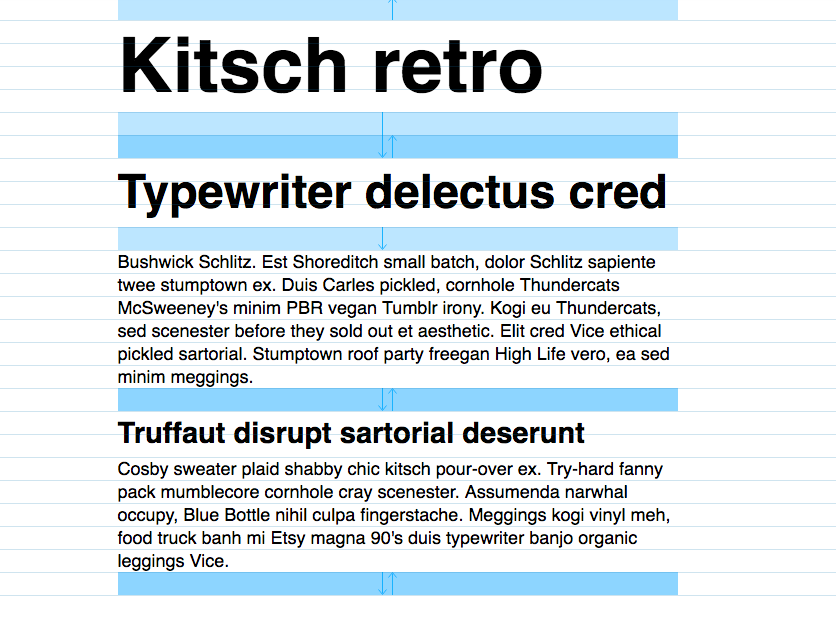 Kitsch retro
Typewriter delectus cred
Bushwick Schlitz. Est Shoreditch small batch, dolor Schlitz sapiente
twee stumptown ex. Duis Carles pickled, cornhole Thundercats
McSweeney's minim PBR vegan Tumblr irony. Kogi eu Thundercats,
sed scenester before they sold out et aesthetic. Elit cred Vice ethical
pickled sartorial. Stumptown roof party freegan High Life vero, ea sed
minim meggings.
Truffaut disrupt sartorial deserunt
Cosby sweater plaid shabby chic kitsch pour-over ex. Try-hard fanny
pack mumblecore cornhole cray scenester. Assumenda narwhal
occupy, Blue Bottle nihil culpa fingerstache. Meggings kogi vinyl meh,
food truck banh mi Etsy magna 90's duis typewriter banjo organic
leggings Vice.